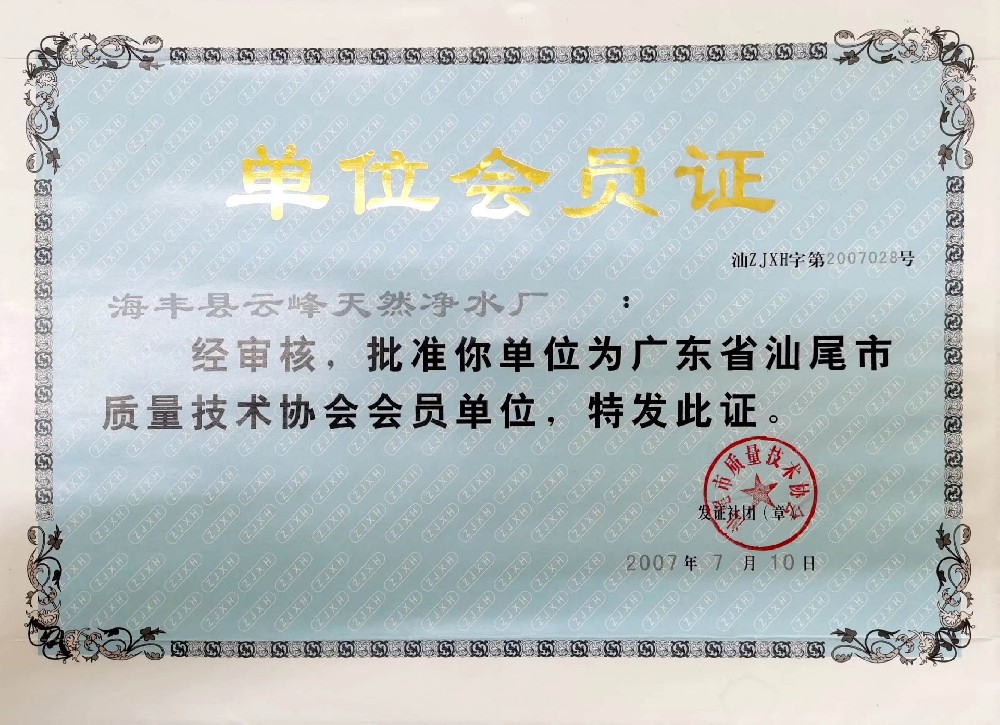 单位会员证
汕ZJXH字第2007028号
海丰县云峰天然净水厂：
经审核，批准你单位为广东省汕尾市
质量技术协会会员单位，特发此证。
汕尾市质量技术协会
发证社团（章）
2007年7月10日